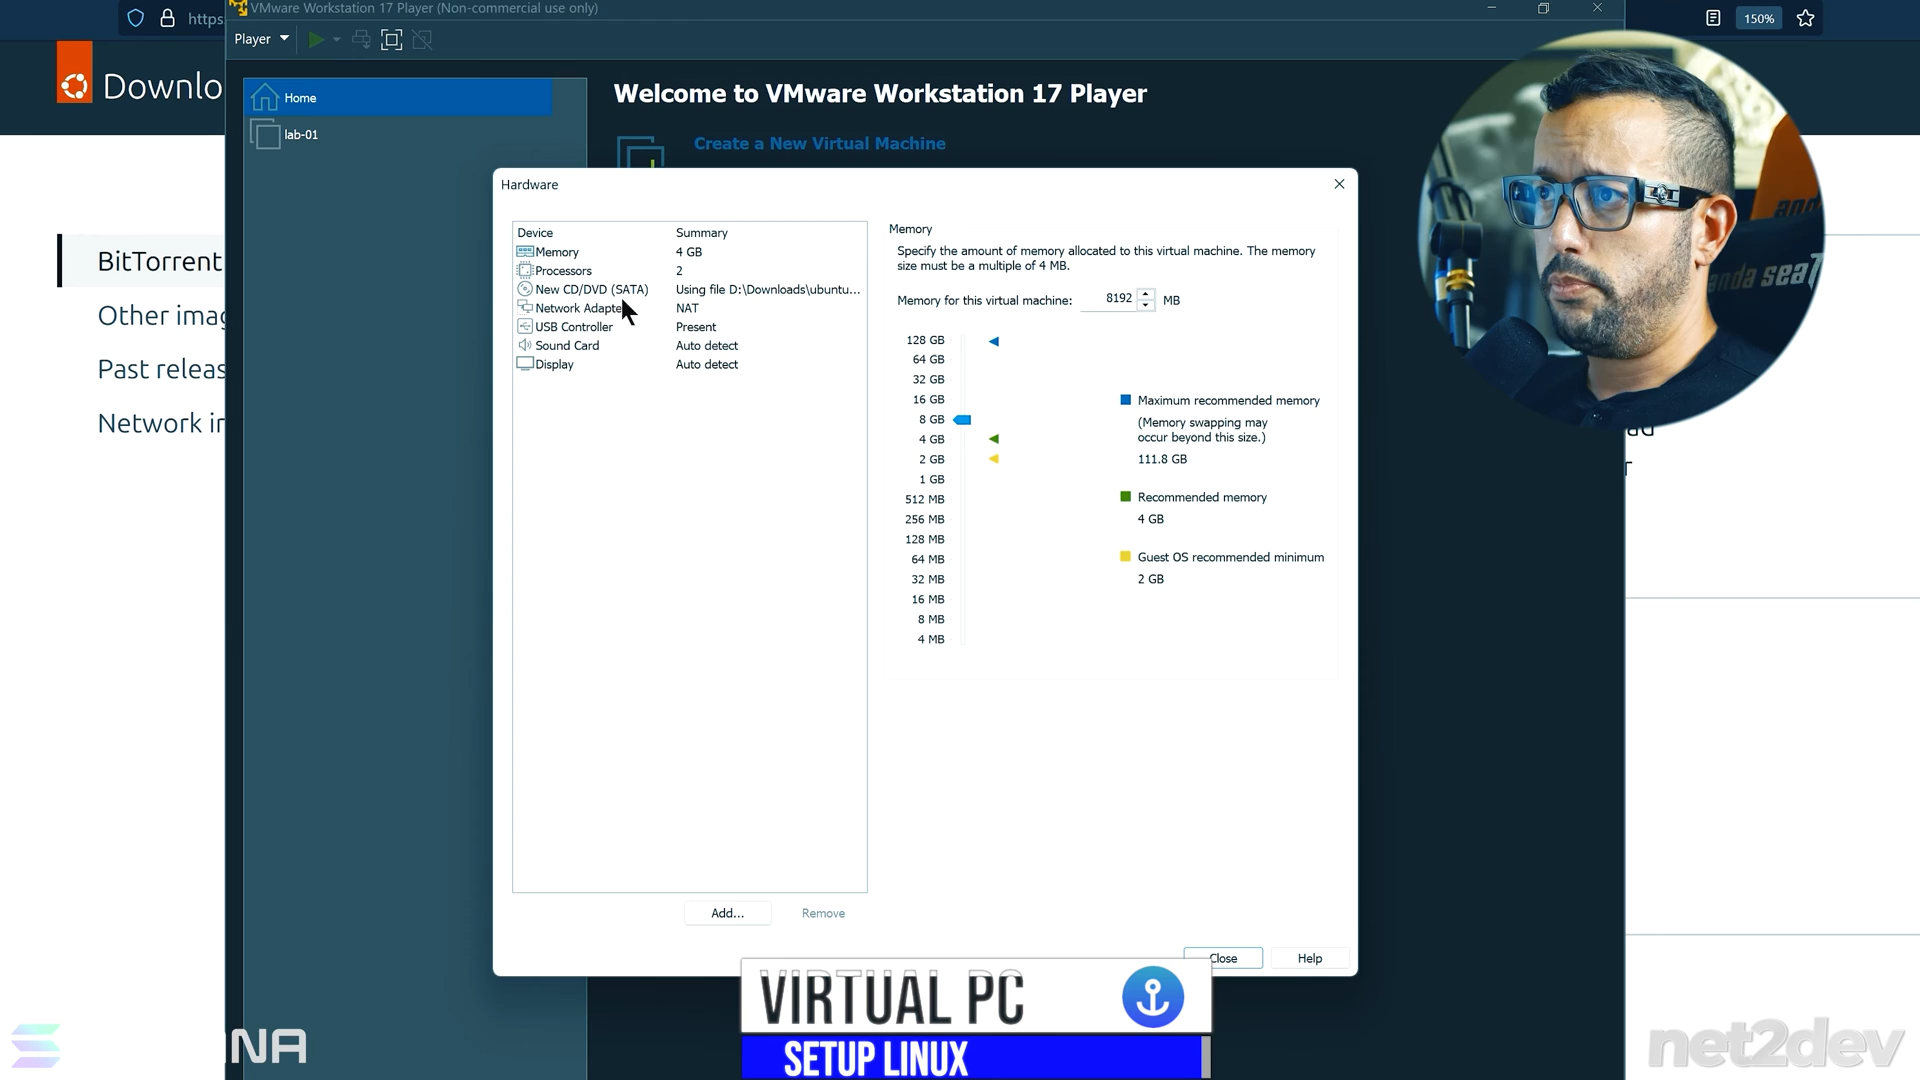 https:
VMware Workstation 17 Player (Non-commercial use only)
150%
Player
Downlo
Home
lab-01
Welcome to VMware Workstation 17 Player
Create a New Virtual Machine
BitTorrent
Other imag
Past releas
Network in
Hardware
Device Summary
Memory 4 GB
Processors 2
New CD/DVD (SATA) Using file D:\Downloads\ubuntu...
Network Adapte NAT
USB Controller Present
Sound Card Auto detect
Display Auto detect
Add...
Remove
Memory
Specify the amount of memory allocated to this virtual machine. The memory
size must be a multiple of 4 MB.
Memory for this virtual machine: 8192 MB
128 GB
64 GB
32 GB
16 GB
8 GB
4 GB
2 GB
1 GB
512 MB
256 MB
128 MB
64 MB
32 MB
16 MB
8 MB
4 MB
Maximum recommended memory
(Memory swapping may
occur beyond this size.)
111.8 GB
Recommended memory
4 GB
Guest OS recommended minimum
2 GB
Close
Help
anda seaT
VIRTUAL PC
SETUP LINUX
NA
net2dev